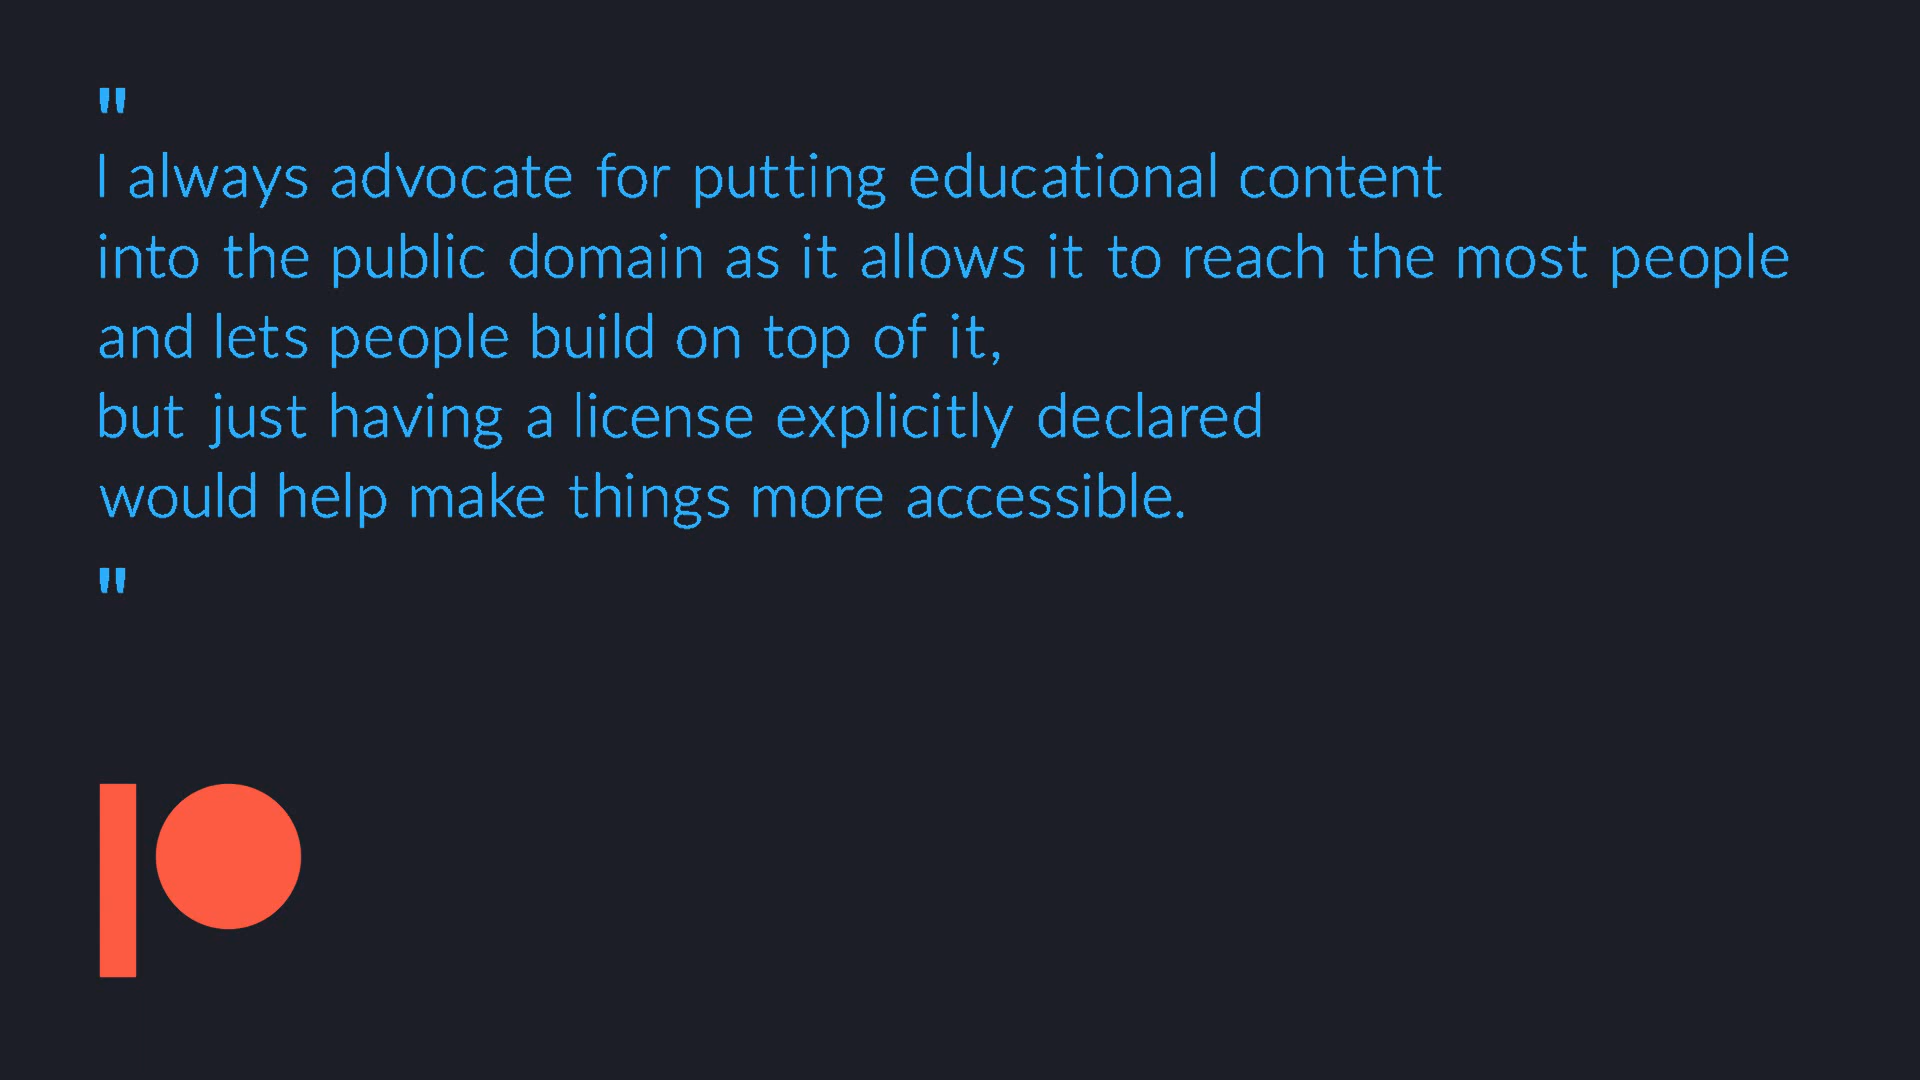 "
I always advocate for putting educational content
into the public domain as it allows it to reach the most people
and lets people build on top of it,
but just having a license explicitly declared
would help make things more accessible.
"